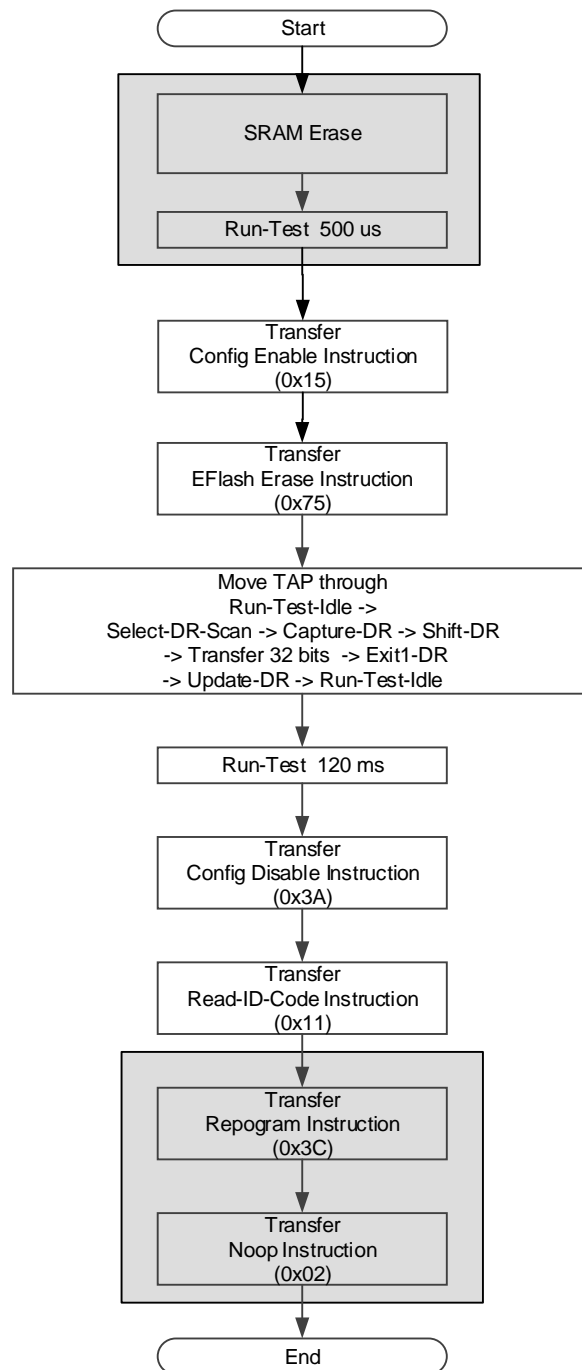 Start
SRAM Erase
Run-Test 500 us
Transfer
Config Enable Instruction
(0x15)
Transfer
EFlash Erase Instruction
(0x75)
Move TAP through
Run-Test-Idle ->
Select-DR-Scan -> Capture-DR -> Shift-DR
-> Transfer 32 bits -> Exit1-DR
-> Update-DR -> Run-Test-Idle
Run-Test 120 ms
Transfer
Config Disable Instruction
(0x3A)
Transfer
Read-ID-Code Instruction
(0x11)
Transfer
Repogram Instruction
(0x3C)
Transfer
Noop Instruction
(0x02)
End